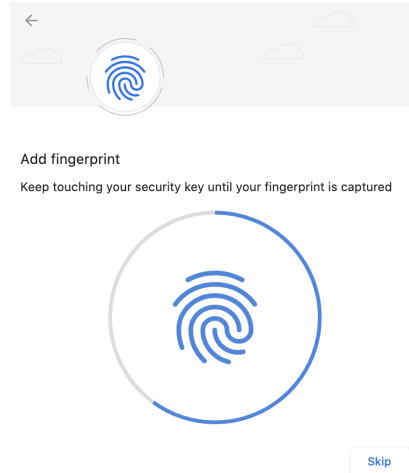 Add fingerprint
Keep touching your security key until your fingerprint is captured
Skip